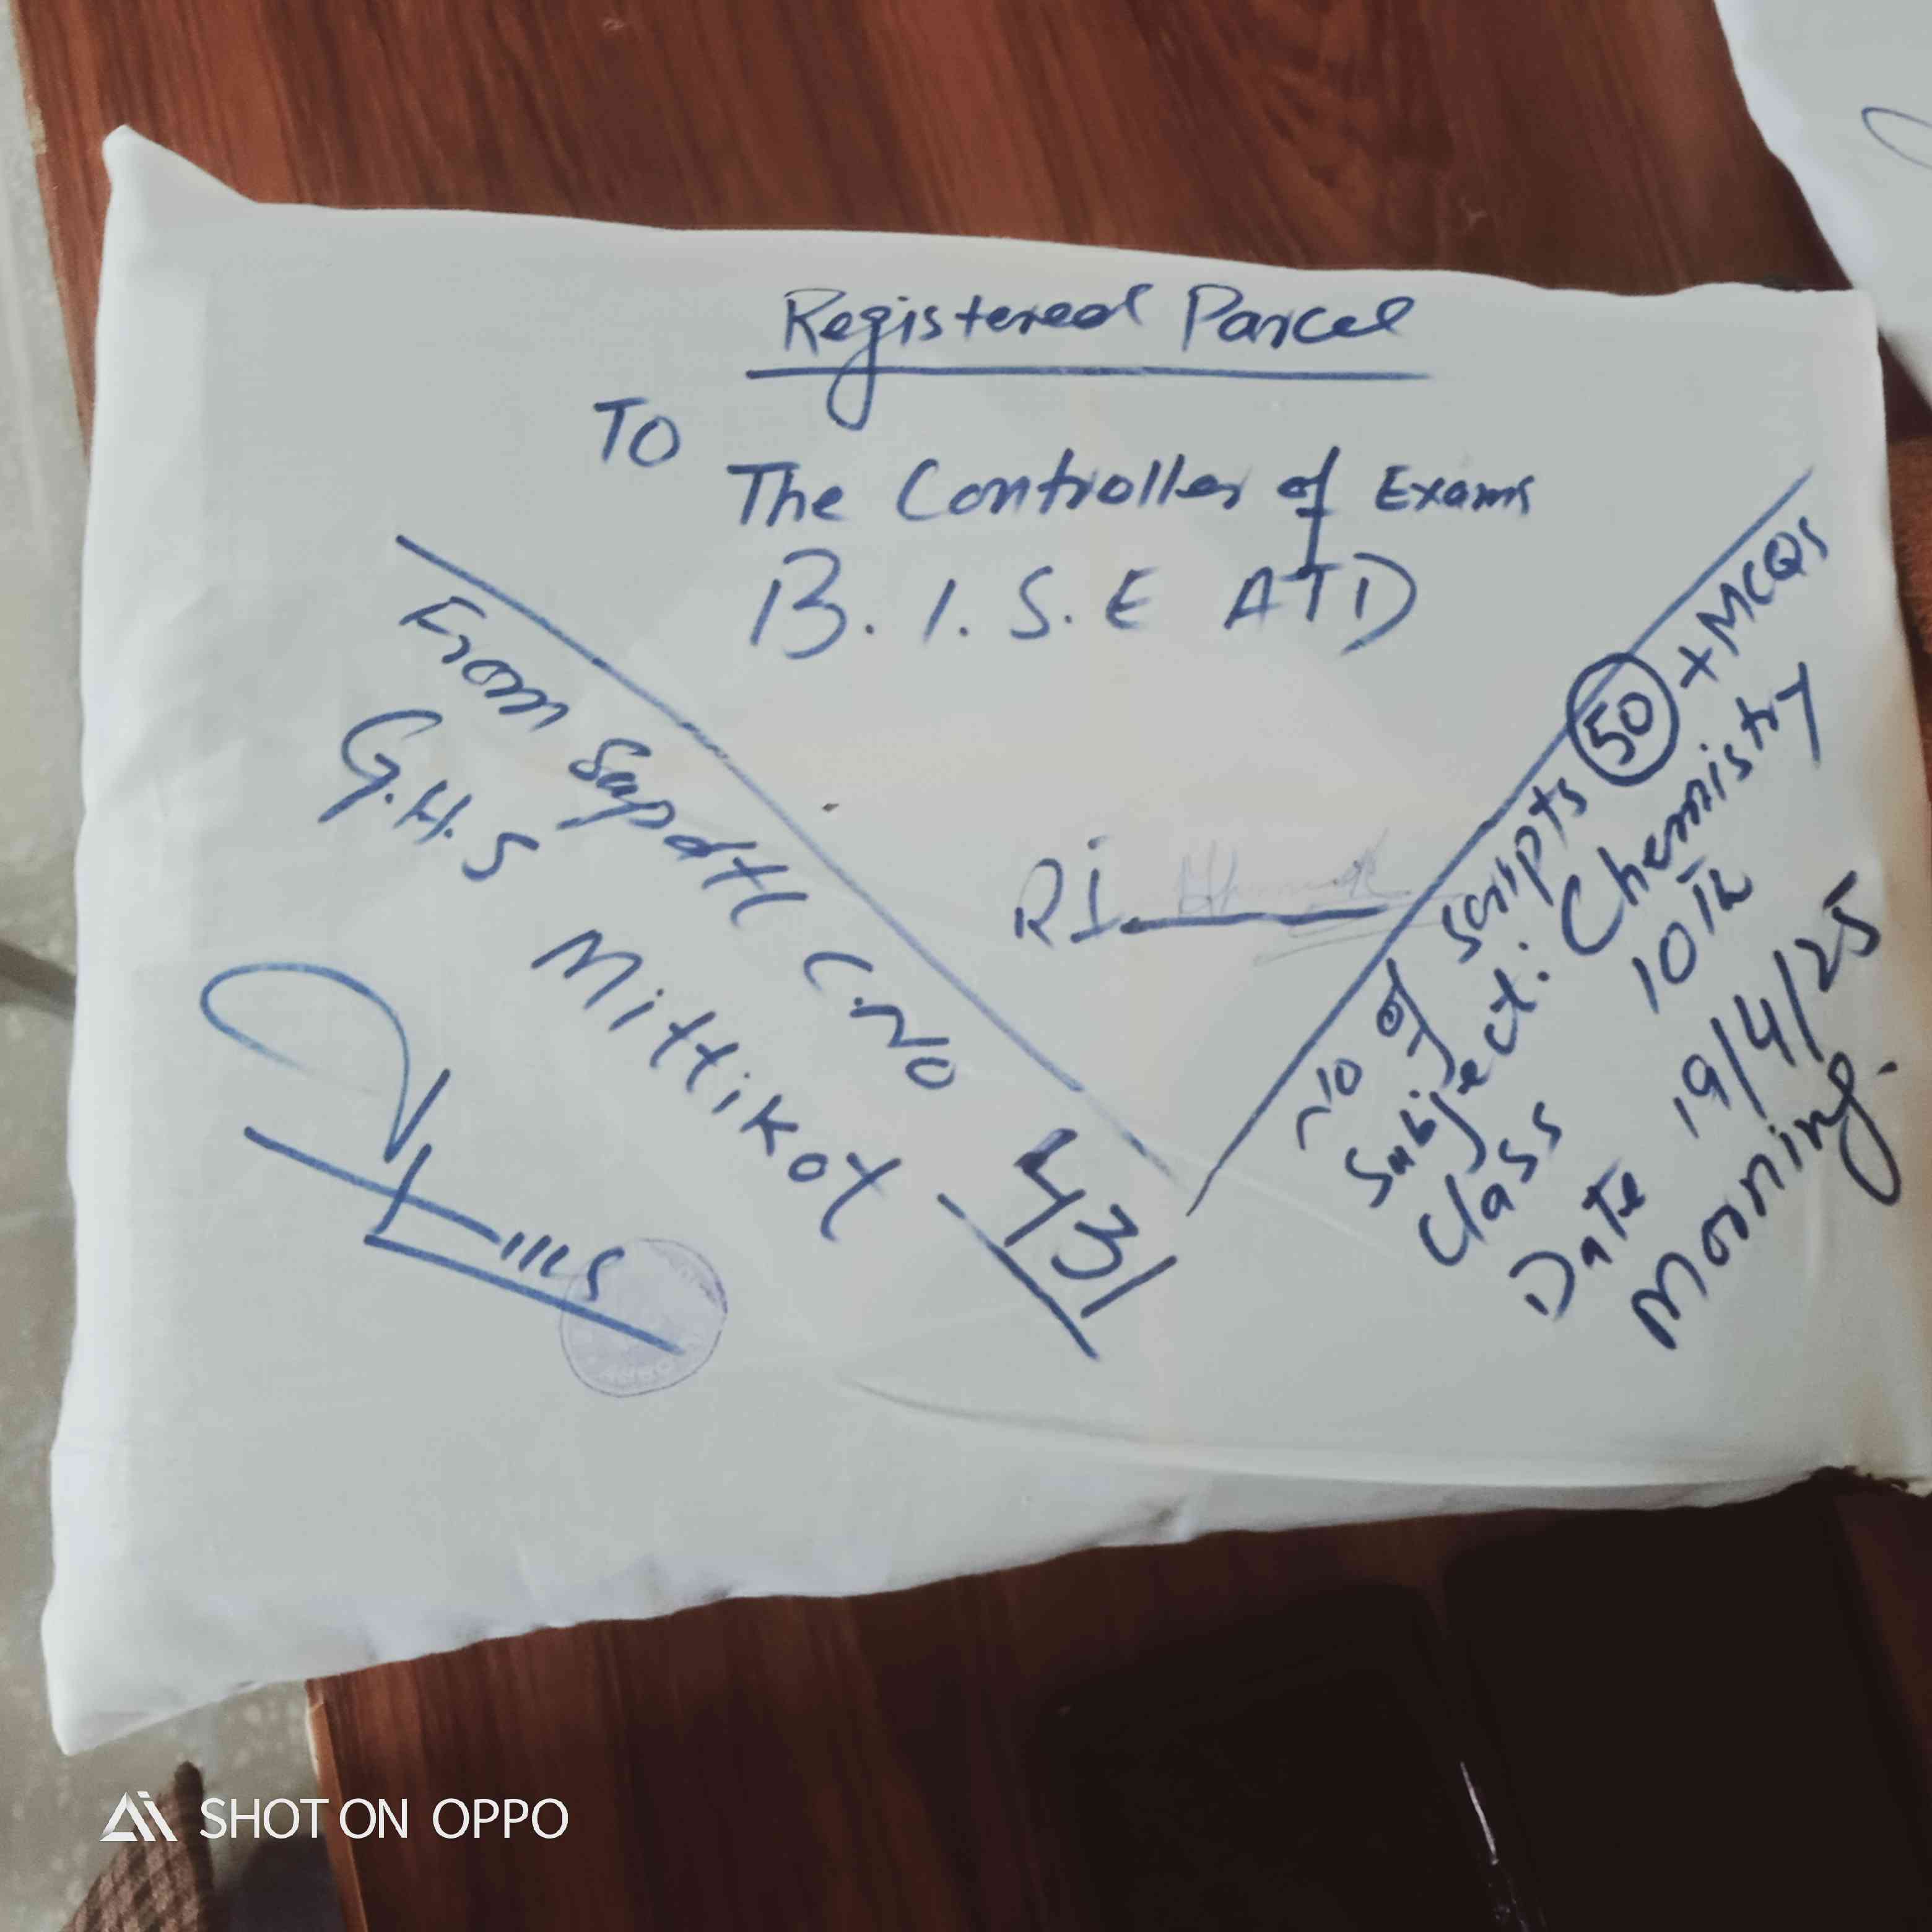 Registered Parcel
TO
The Controller of Exams
B.I.S.E ATD
From Supdtt C.NO 431
G.H.S Mittikot
RI
No of scripts 50 + MCQs
Subject: Chemistry
Class 10th
Date 19/4/25
Morning.
SHOT ON OPPO